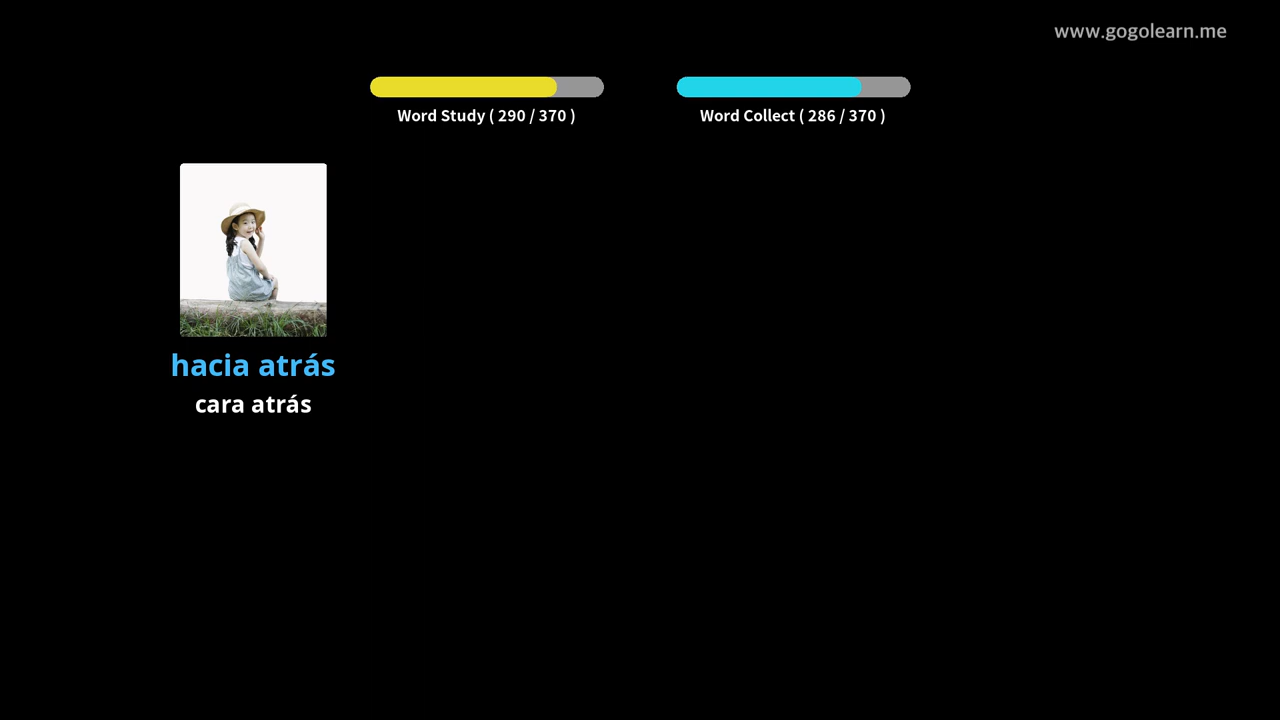 www.gogolearn.me
Word Study ( 290 / 370 )
Word Collect ( 286 / 370 )
hacia atrás
cara atrás